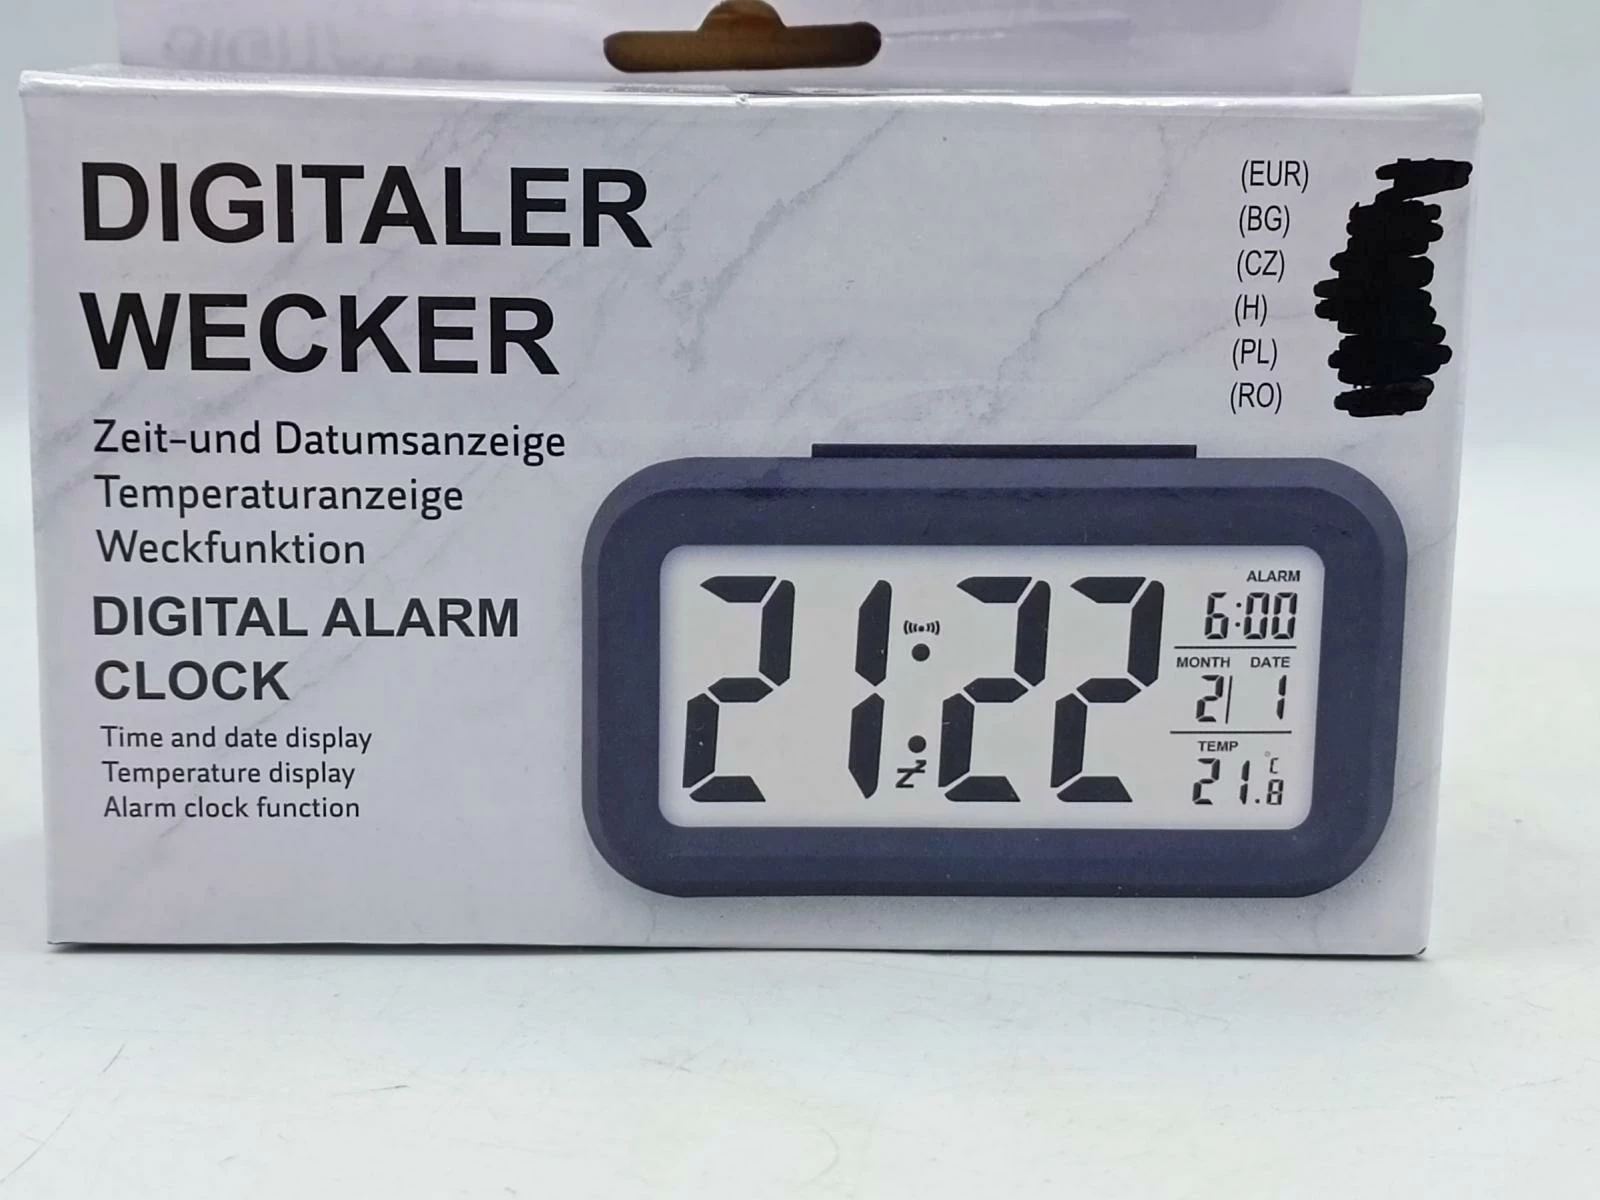 DIGITALER
WECKER
Zeit-und Datumsanzeige
Temperaturanzeige
Weckfunktion
DIGITAL ALARM
CLOCK
Time and date display
Temperature display
Alarm clock function
(EUR)
(BG)
(CZ)
(H)
(PL)
(RO)
21:22
Zz
ALARM
6:00
MONTH DATE
2 1
TEMP
21.8 °C